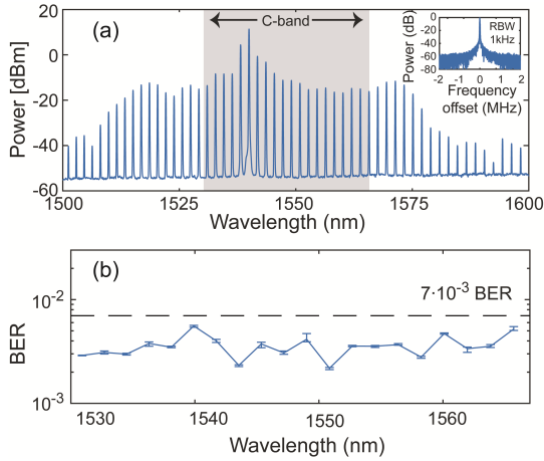 (a)
C-band
Power [dBm]
20
0
-20
-40
-60
1500
1525
1550
1575
1600
Wavelength (nm)
Power (dB)
0
-20
-40
-60
-80
RBW
1kHz
-2
-1
0
1
2
Frequency
offset (MHz)
(b)
7·10-3 BER
BER
10-2
10-3
1530
1540
1550
1560
Wavelength (nm)